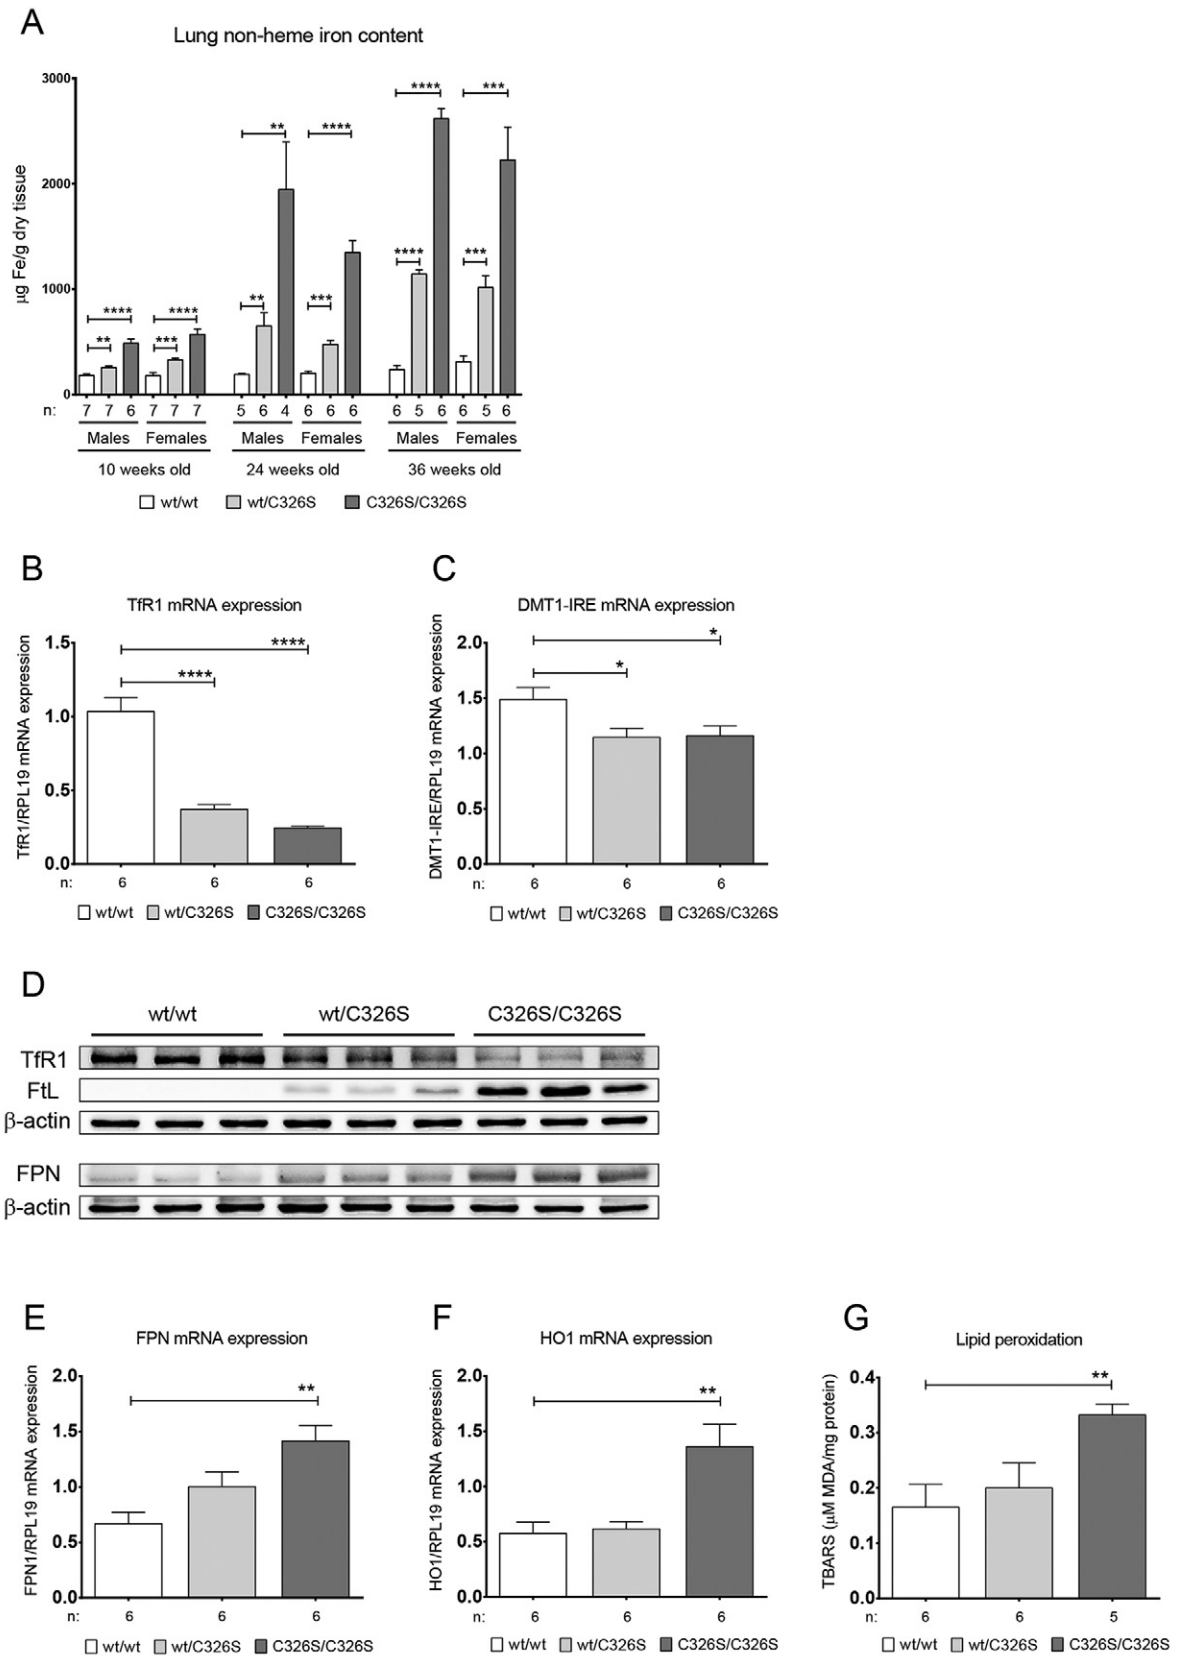 A
Lung non-heme iron content
μg Fe/g dry tissue
3000
2000
1000
0
** **** *** ****
** ** *** ****
**** **** *** ***
n: 7 7 6 7 7 7 5 6 4 6 6 6 6 5 6 6 5 6
Males Females Males Females Males Females
10 weeks old 24 weeks old 36 weeks old
wt/wt wt/C326S C326S/C326S
B
TfR1 mRNA expression
TfR1/RPL19 mRNA expression
1.5
1.0
0.5
0.0
****
****
n: 6 6 6
wt/wt wt/C326S C326S/C326S
C
DMT1-IRE mRNA expression
DMT1-IRE/RPL19 mRNA expression
2.0
1.5
1.0
0.5
0.0
*
*
n: 6 6 6
wt/wt wt/C326S C326S/C326S
D
wt/wt wt/C326S C326S/C326S
TfR1
FtL
β-actin
FPN
β-actin
E
FPN mRNA expression
FPN1/RPL19 mRNA expression
2.0
1.5
1.0
0.5
0.0
**
n: 6 6 6
wt/wt wt/C326S C326S/C326S
F
HO1 mRNA expression
HO1/RPL19 mRNA expression
2.0
1.5
1.0
0.5
0.0
**
n: 6 6 6
wt/wt wt/C326S C326S/C326S
G
Lipid peroxidation
TBARS (μM MDA/mg protein)
0.4
0.3
0.2
0.1
0.0
**
n: 6 6 5
wt/wt wt/C326S C326S/C326S